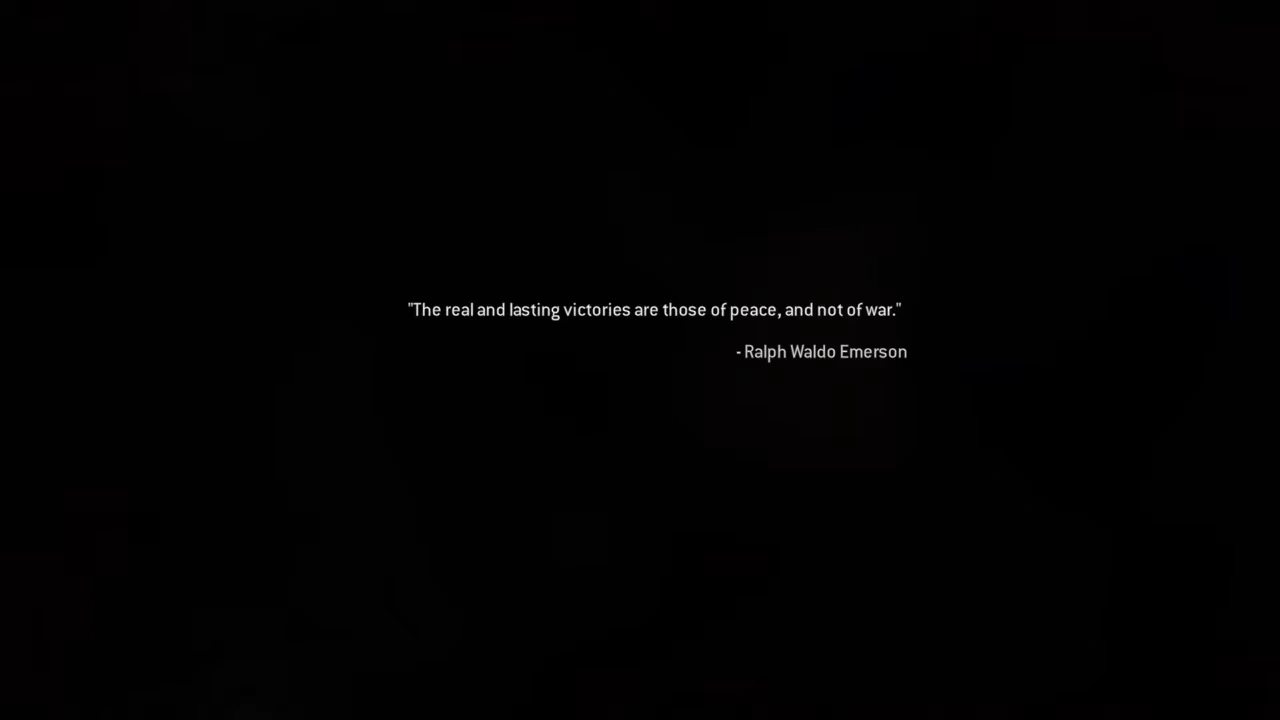 "The real and lasting victories are those of peace, and not of war."
- Ralph Waldo Emerson